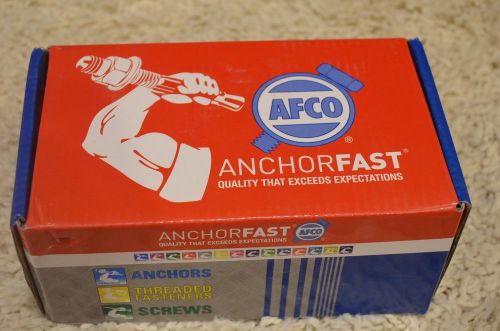 AFCO
®
ANCHORFAST®
QUALITY THAT EXCEEDS EXPECTATIONS
ANCHORFAST
QUALITY THAT EXCEEDS EXPECTATIONS
AFCO
ANCHORS
THREADED
FASTENERS
SCREWS